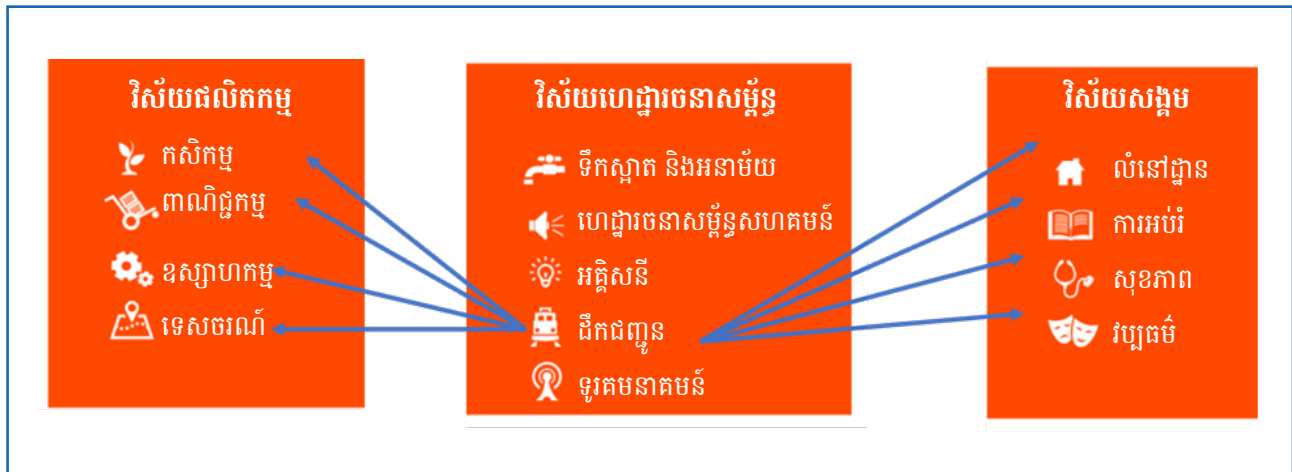 វិស័យផលិតកម្ម
កសិកម្ម
ពាណិជ្ជកម្ម
ឧស្សាហកម្ម
ទេសចរណ៍
វិស័យហេដ្ឋារចនាសម្ព័ន្ធ
ទឹកស្អាត និងអនាម័យ
ហេដ្ឋារចនាសម្ព័ន្ធសហគមន៍
អគ្គិសនី
ដឹកជញ្ជូន
ទូរគមនាគមន៍
វិស័យសង្គម
លំនៅដ្ឋាន
ការអប់រំ
សុខភាព
វប្បធម៌